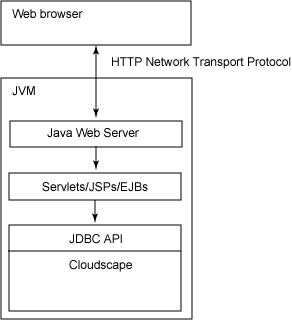 Web browser
HTTP Network Transport Protocol
JVM
Java Web Server
Servlets/JSPs/EJBs
JDBC API
Cloudscape